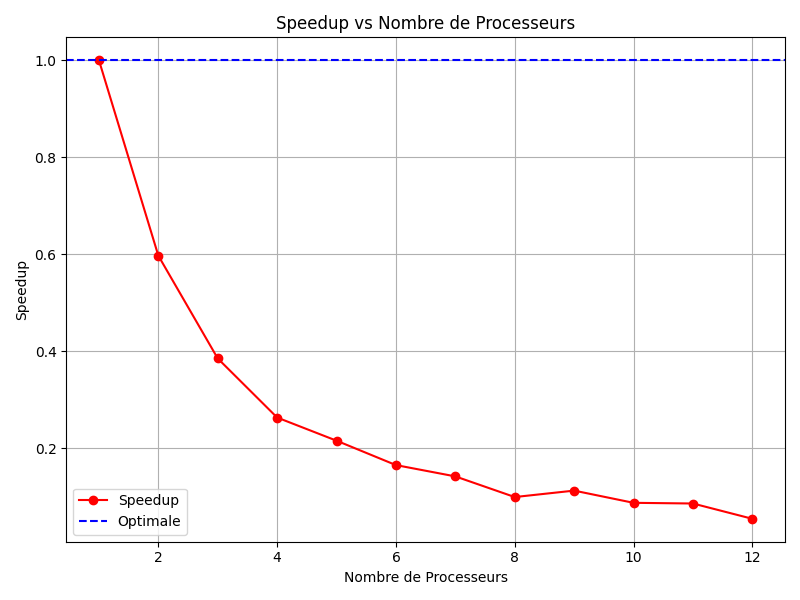 Speedup vs Nombre de Processeurs
1.0
0.8
0.6
0.4
0.2
Speedup
Speedup
Optimale
2 4 6 8 10 12
Nombre de Processeurs